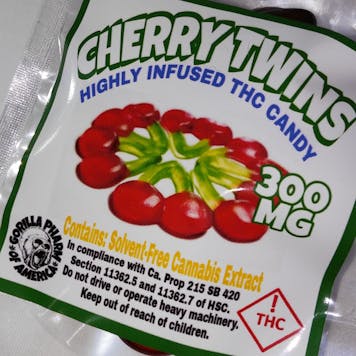 CHERRY TWINS
HIGHLY INFUSED THC CANDY
300
MG
Contains: Solvent-Free Cannabis Extract
In compliance with Ca. Prop 215 SB 420
Section 11362.5 and 11362.7 of HSC.
Do not drive or operate heavy machinery.
Keep out of reach of children.
GORILLA PHARM
AMERICA
!
THC